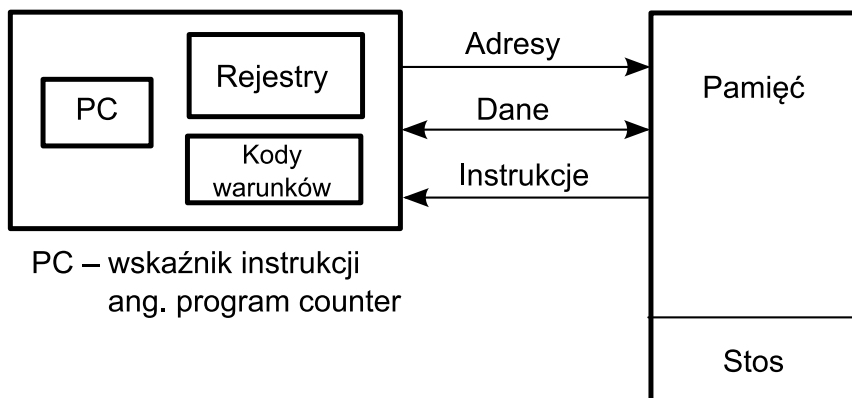 PC
Rejestry
Kody
warunków
Adresy
Dane
Instrukcje
Pamięć
Stos
PC – wskaźnik instrukcji
ang. program counter